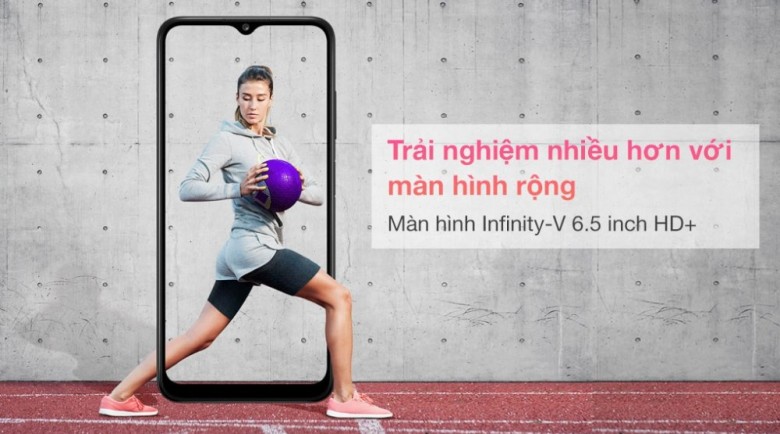 Trải nghiệm nhiều hơn với
màn hình rộng
Màn hình Infinity-V 6.5 inch HD+